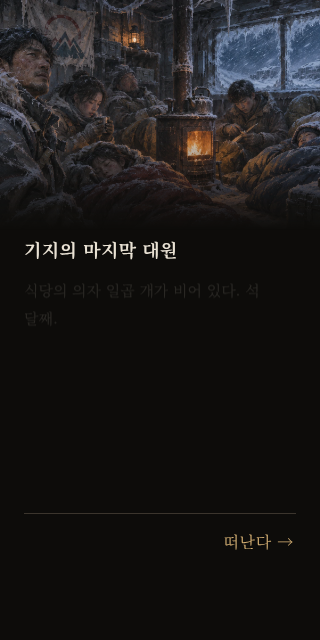 기지의 마지막 대원
식당의 의자 일곱 개가 비어 있다. 석
달째.
떠난다 →